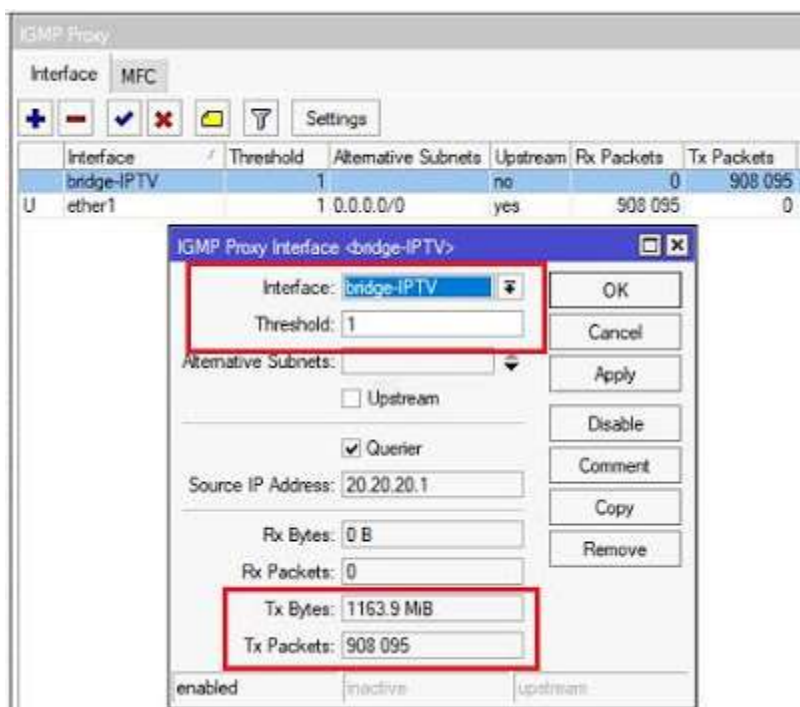 IGMP Proxy
Interface MFC
Settings
Interface / Threshold Alternative Subnets Upstream Rx Packets Tx Packets
bridge-IPTV 1 no 0 908 095
U ether1 1 0.0.0.0/0 yes 908 095 0
IGMP Proxy Interface <bridge-IPTV>
Interface: bridge-IPTV OK
Threshold: 1 Cancel
Alternative Subnets: Apply
Upstream
Disable
Querier
Comment
Source IP Address: 20.20.20.1
Copy
Rx Bytes: 0 B
Remove
Rx Packets: 0
Tx Bytes: 1163.9 MiB
Tx Packets: 908 095
enabled inactive upstream